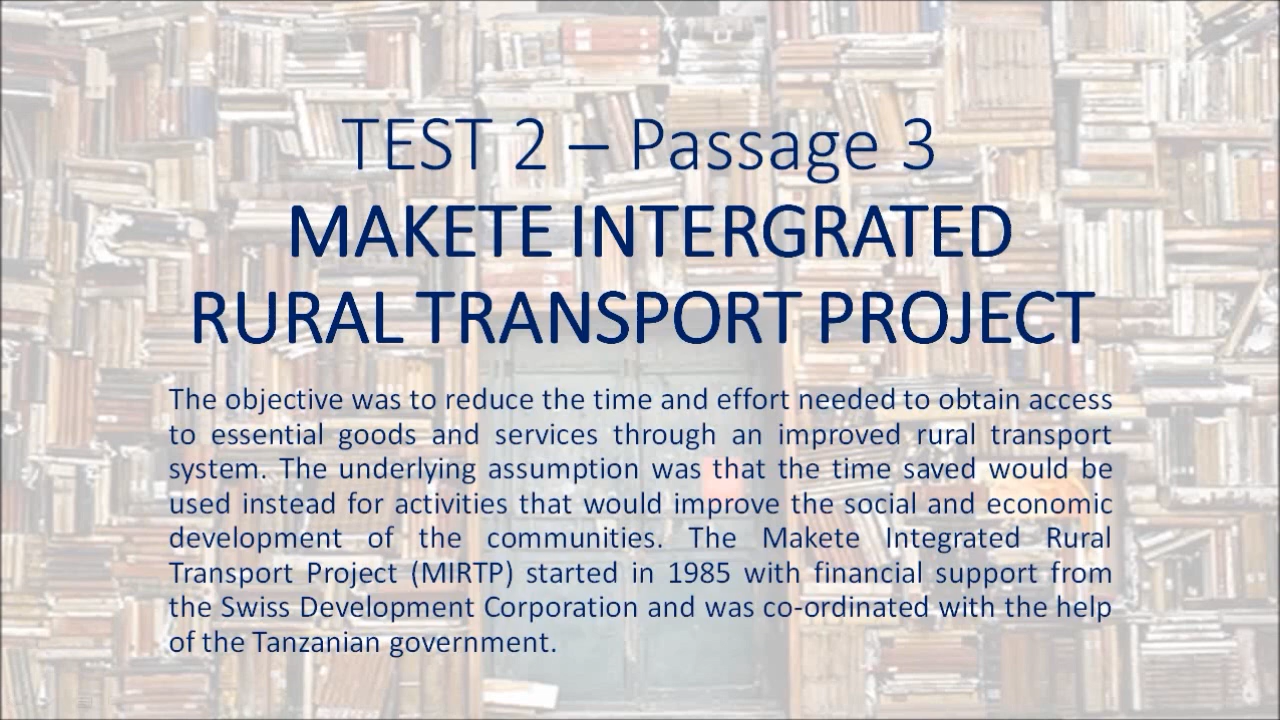 TEST 2 – Passage 3
MAKETE INTERGRATED
RURAL TRANSPORT PROJECT
The objective was to reduce the time and effort needed to obtain access
to essential goods and services through an improved rural transport
system. The underlying assumption was that the time saved would be
used instead for activities that would improve the social and economic
development of the communities. The Makete Integrated Rural
Transport Project (MIRTP) started in 1985 with financial support from
the Swiss Development Corporation and was co-ordinated with the help
of the Tanzanian government.